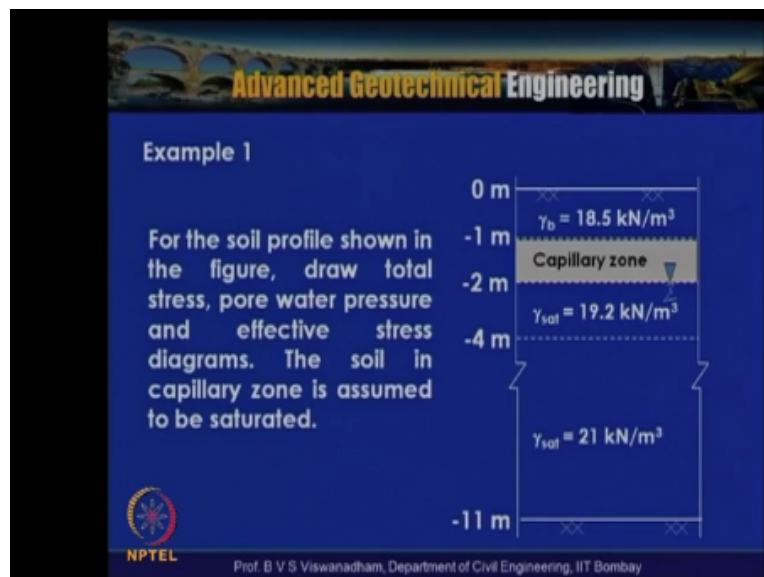 Advanced Geotechnical Engineering
Example 1
For the soil profile shown in
the figure, draw total
stress, pore water pressure
and effective stress
diagrams. The soil in
capillary zone is assumed
to be saturated.
0 m
γb = 18.5 kN/m³
-1 m
Capillary zone
-2 m
γsat = 19.2 kN/m³
-4 m
γsat = 21 kN/m³
-11 m
NPTEL
Prof. B V S Viswanadham, Department of Civil Engineering, IIT Bombay